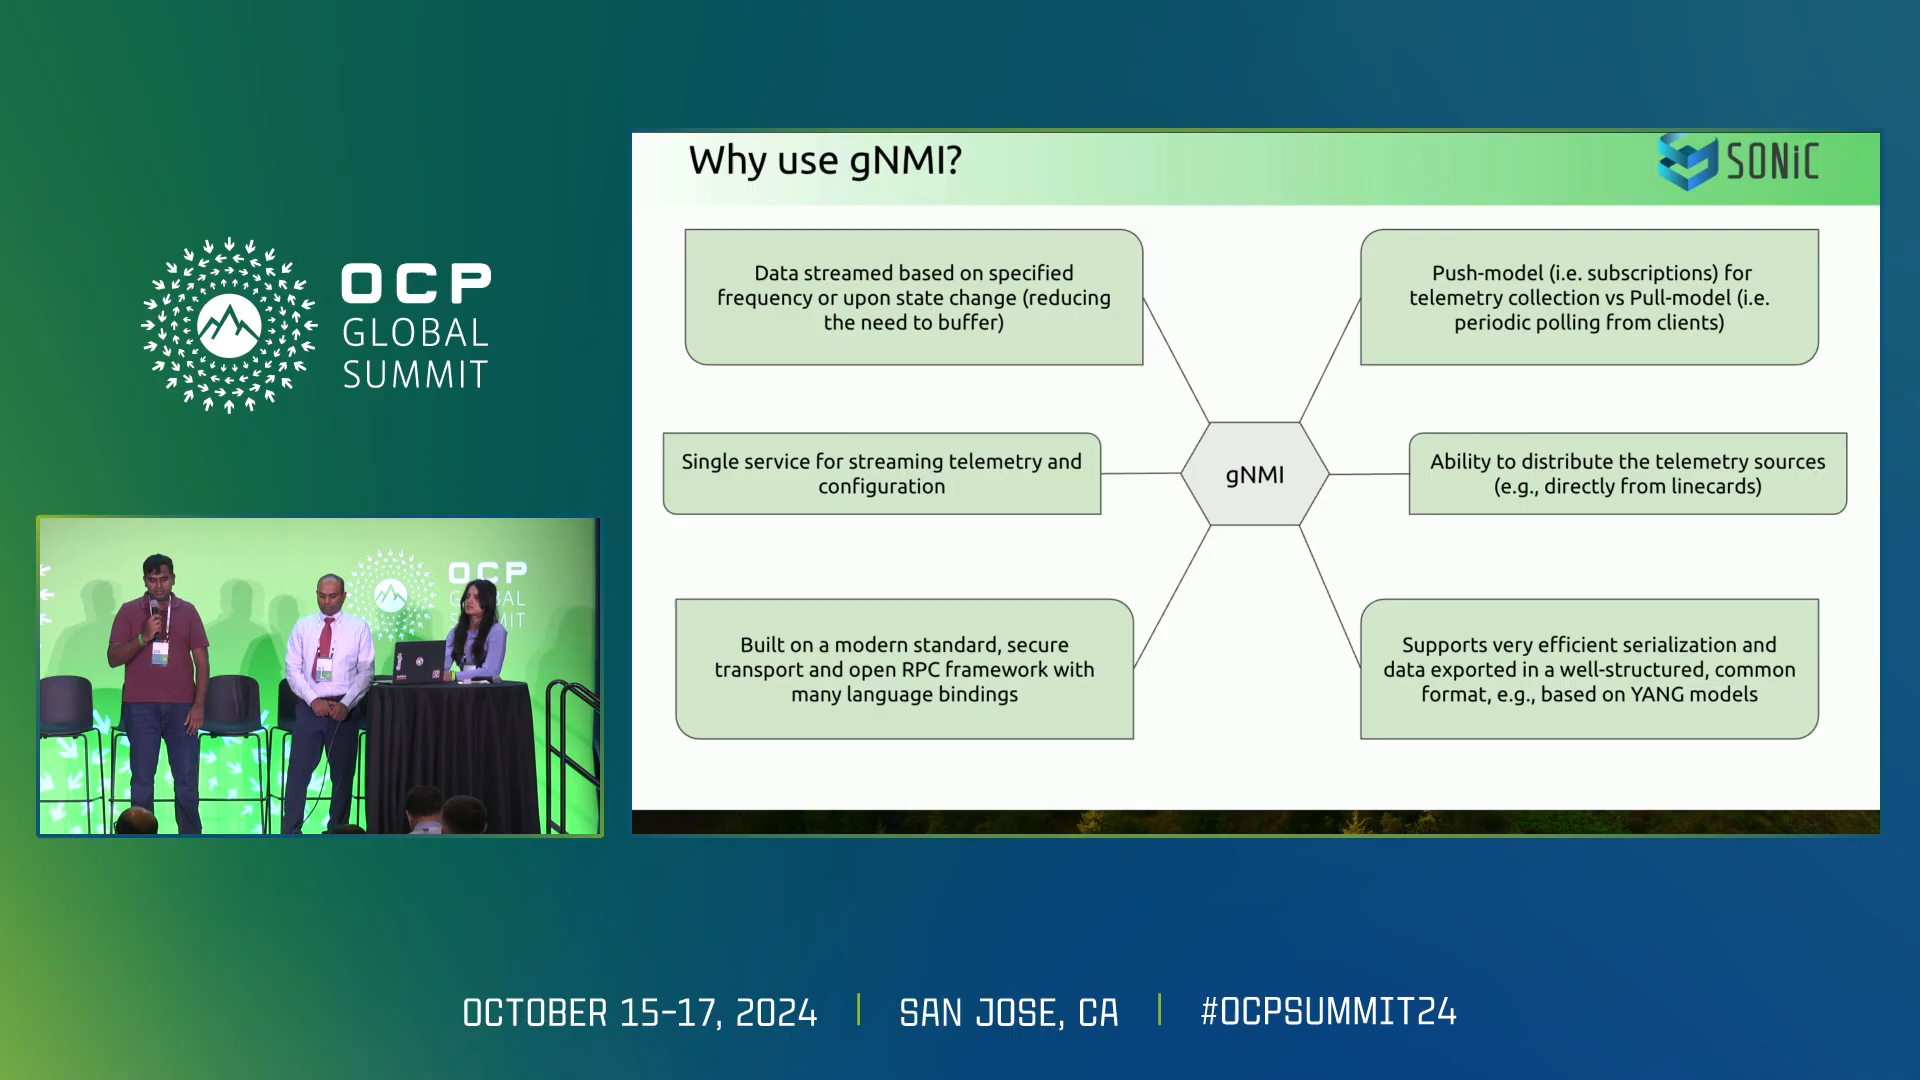 OCP
GLOBAL
SUMMIT
Why use gNMI?
SONiC
Data streamed based on specified
frequency or upon state change (reducing
the need to buffer)
Push-model (i.e. subscriptions) for
telemetry collection vs Pull-model (i.e.
periodic polling from clients)
Single service for streaming telemetry and
configuration
gNMI
Ability to distribute the telemetry sources
(e.g., directly from linecards)
Built on a modern standard, secure
transport and open RPC framework with
many language bindings
Supports very efficient serialization and
data exported in a well-structured, common
format, e.g., based on YANG models
OCP
OCTOBER 15-17, 2024
SAN JOSE, CA
#OCPSUMMIT24